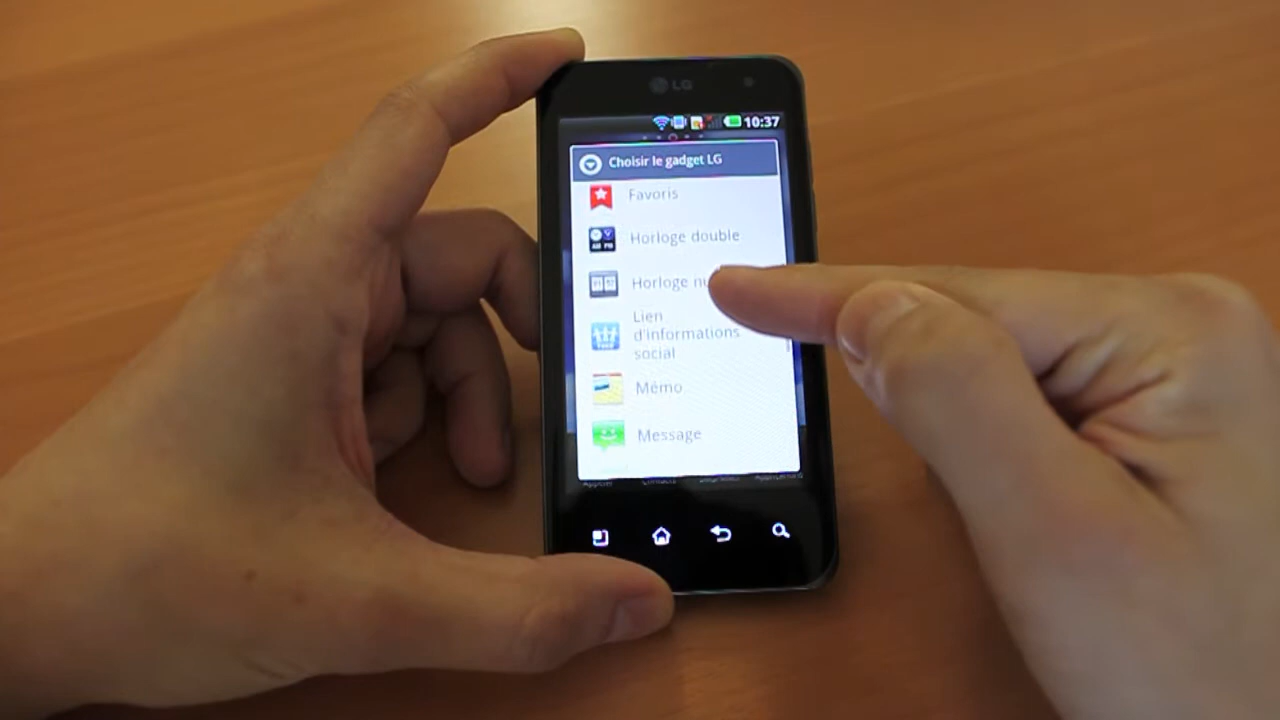 LG
10:37
Choisir le gadget LG
Favoris
Horloge double
Horloge
Lien
d'informations
social
Mémo
Message